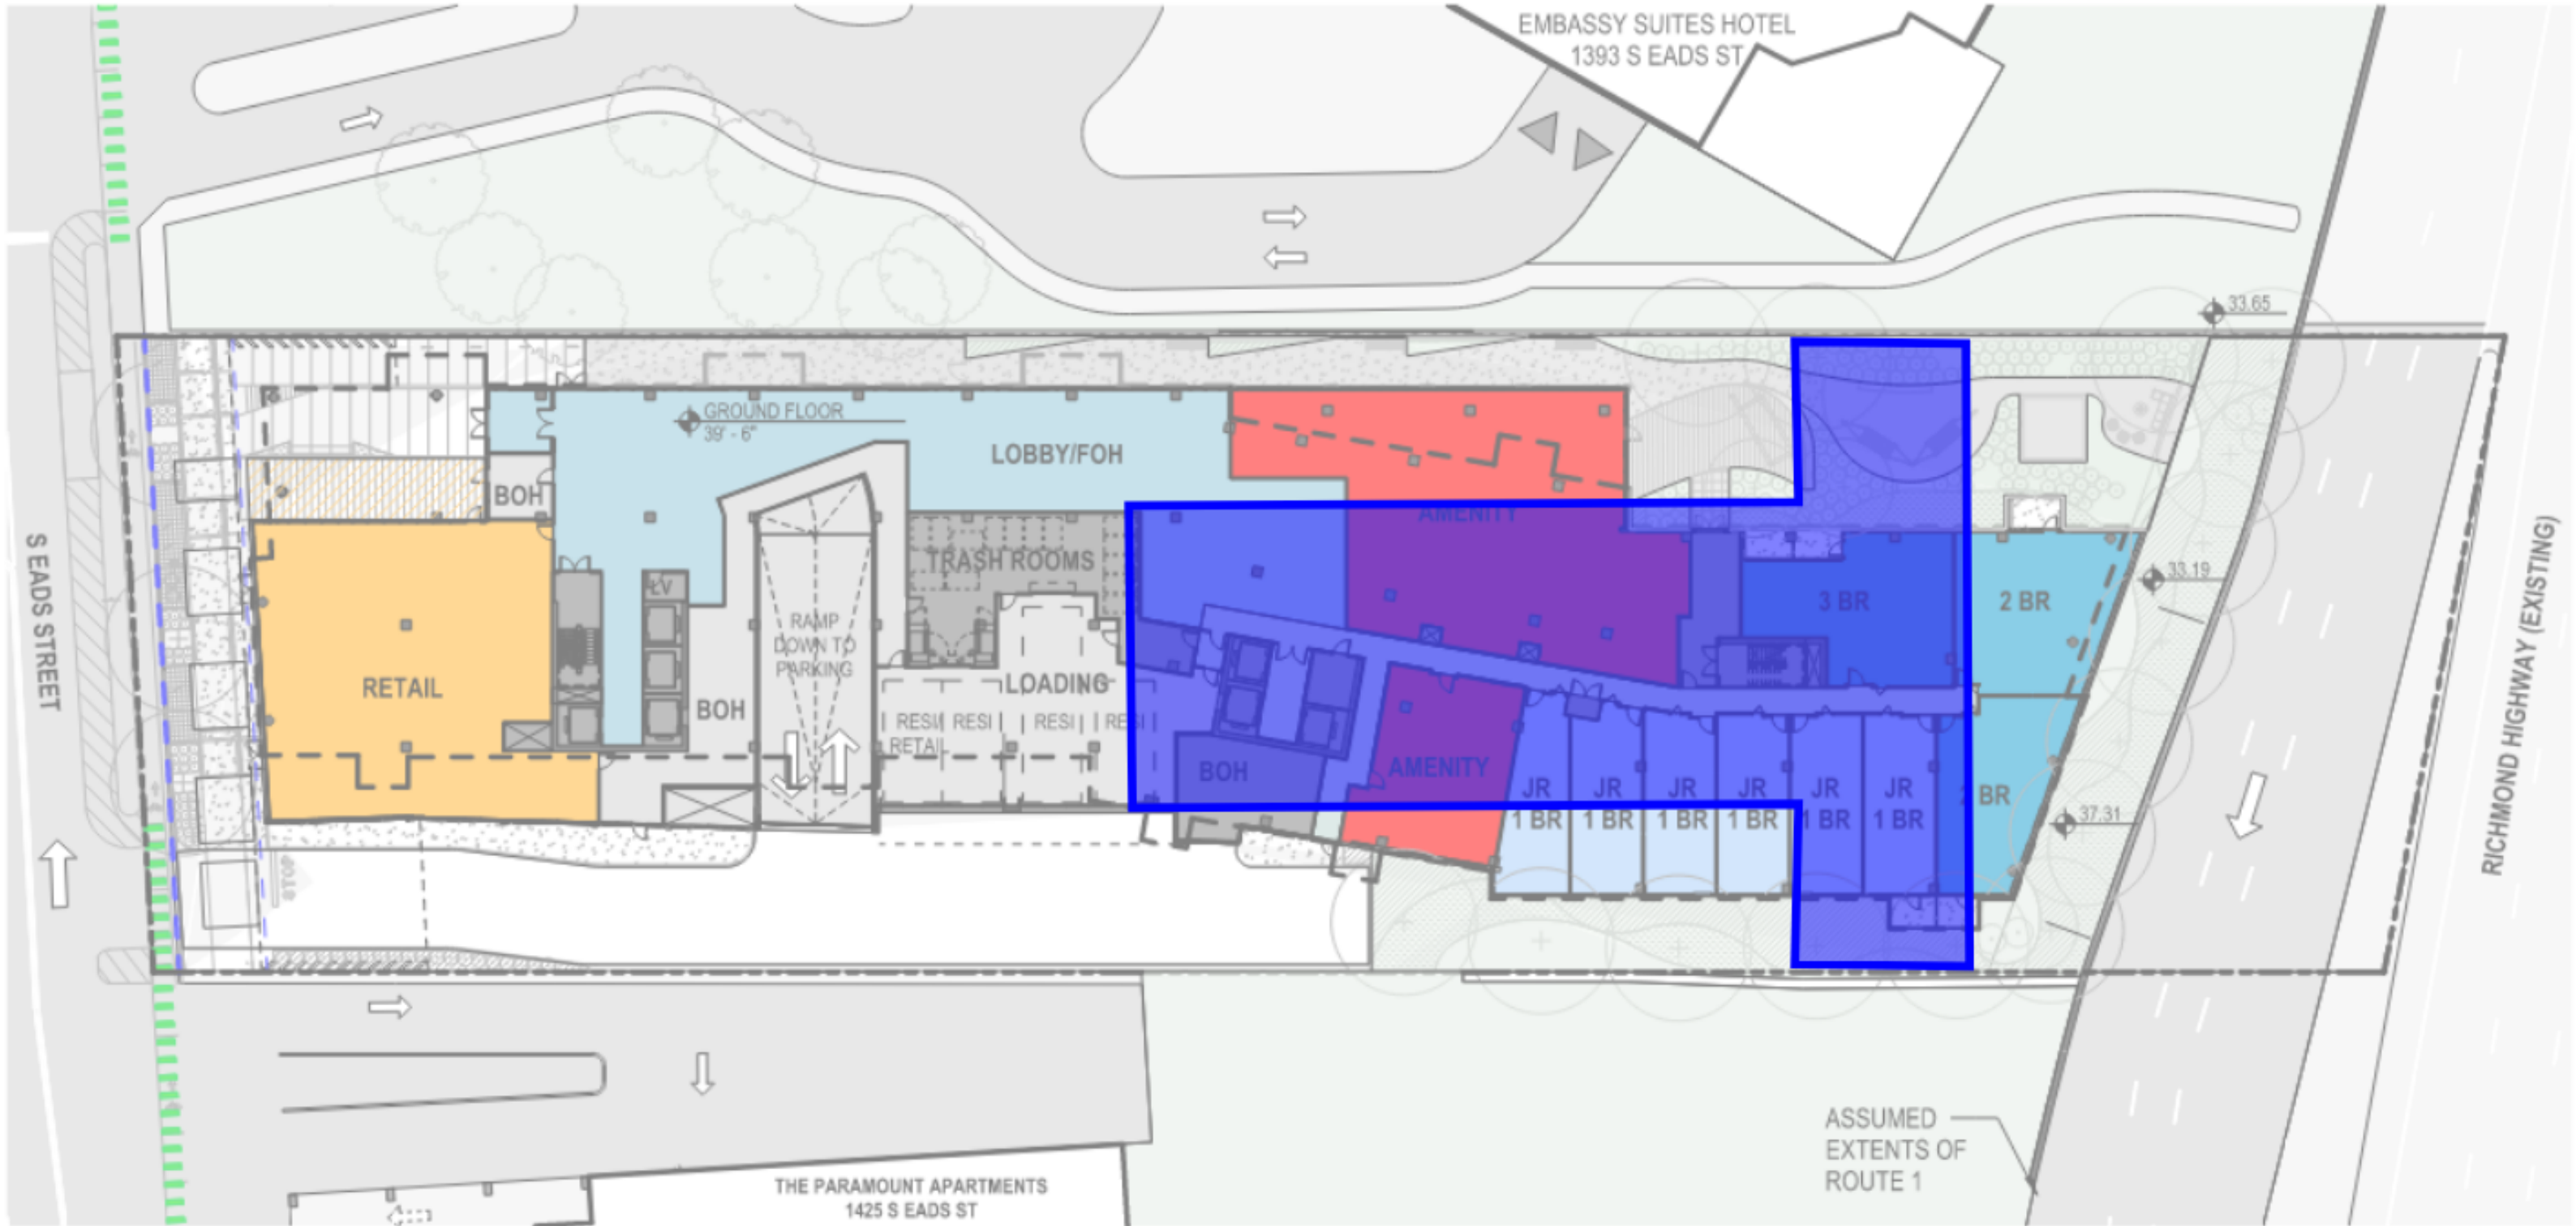 EMBASSY SUITES HOTEL
1393 S EADS ST
33.65
GROUND FLOOR
39' - 6"
LOBBY/FOH
BOH
AMENITY
TRASH ROOMS
LV
S EADS STREET
RAMP
DOWN TO
PARKING
3 BR
2 BR
33.19
RICHMOND HIGHWAY (EXISTING)
RETAIL
BOH
LOADING
RESI/
RETAIL
RESI
RESI
RESI
BOH
AMENITY
JR
1 BR
JR
1 BR
JR
1 BR
JR
1 BR
JR
1 BR
JR
1 BR
2 BR
37.31
STOP
ASSUMED
EXTENTS OF
ROUTE 1
THE PARAMOUNT APARTMENTS
1425 S EADS ST